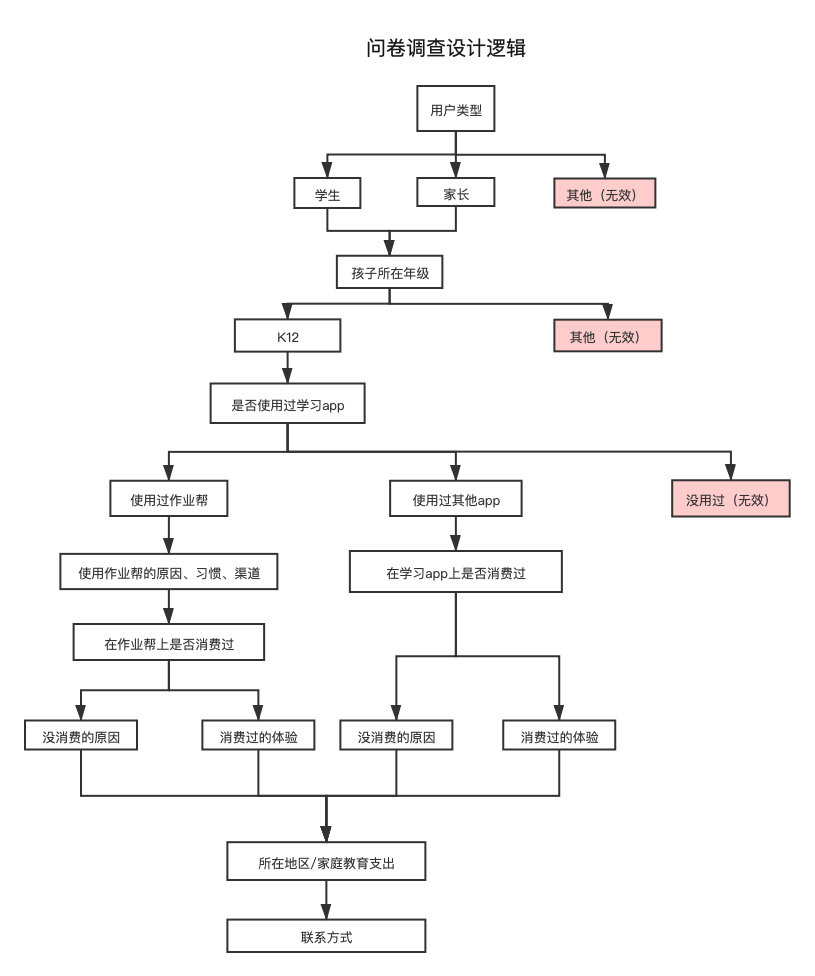 问卷调查设计逻辑
用户类型
学生
家长
其他（无效）
孩子所在年级
K12
其他（无效）
是否使用过学习app
使用过作业帮
使用过其他app
没用过（无效）
使用作业帮的原因、习惯、渠道
在学习app上是否消费过
在作业帮上是否消费过
没消费的原因
消费过的体验
没消费的原因
消费过的体验
所在地区/家庭教育支出
联系方式